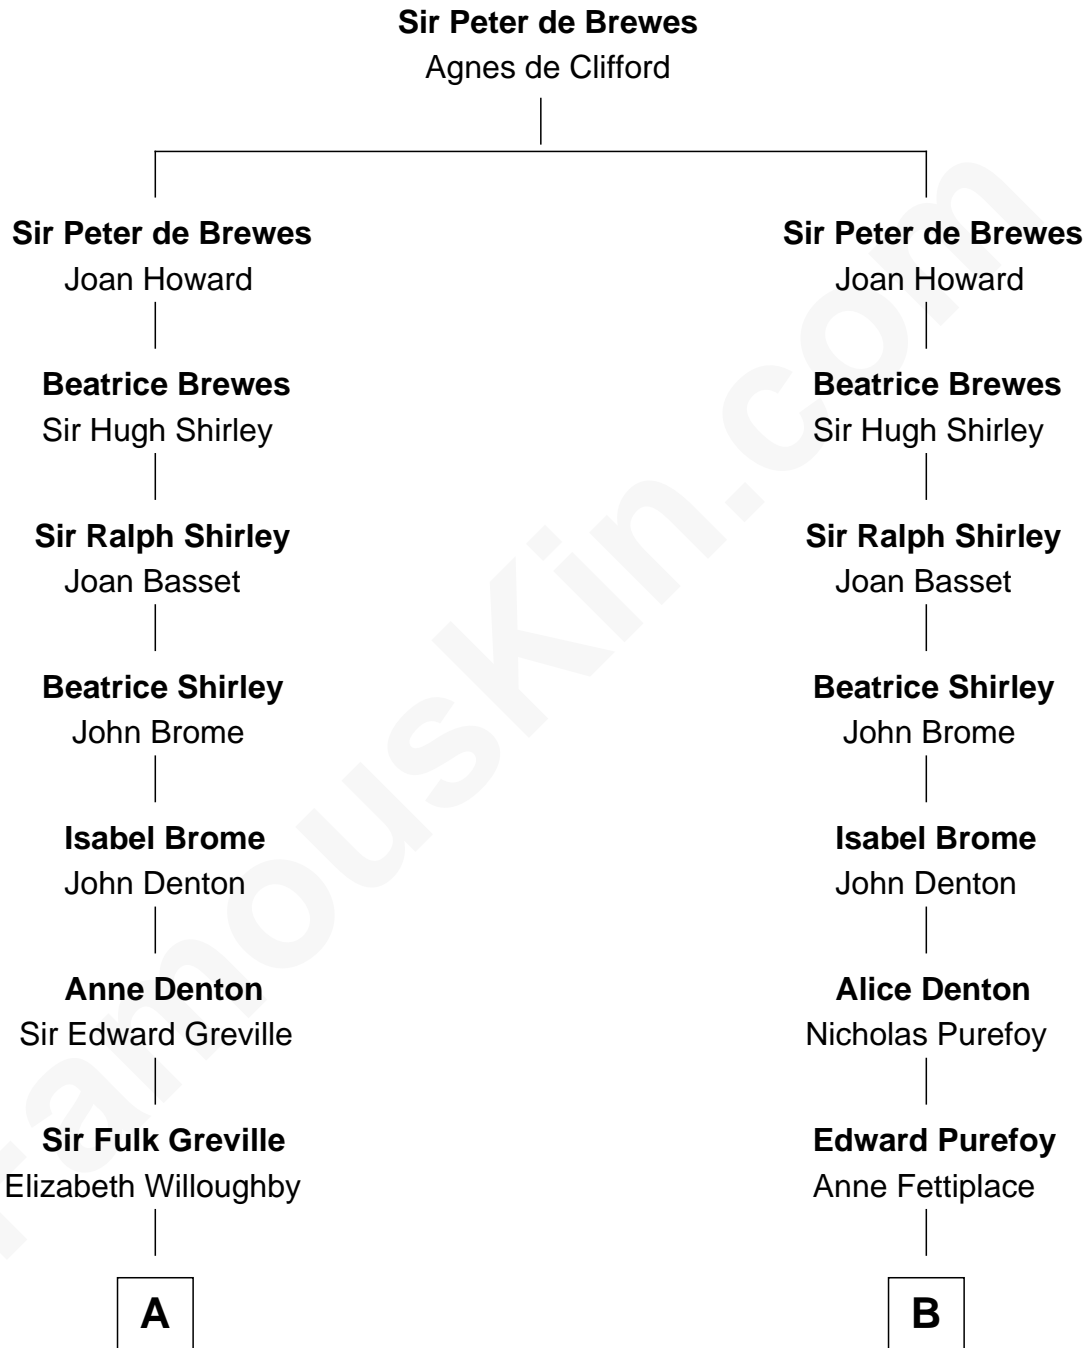 Sir Peter de Brewes
Agnes de Clifford
Sir Peter de Brewes
Joan Howard
Sir Peter de Brewes
Joan Howard
Beatrice Brewes
Sir Hugh Shirley
Beatrice Brewes
Sir Hugh Shirley
Sir Ralph Shirley
Joan Basset
Sir Ralph Shirley
Joan Basset
Beatrice Shirley
John Brome
Beatrice Shirley
John Brome
Isabel Brome
John Denton
Isabel Brome
John Denton
Anne Denton
Sir Edward Greville
Alice Denton
Nicholas Purefoy
Sir Fulk Greville
Elizabeth Willoughby
Edward Purefoy
Anne Fettiplace
A
B
FamousKin.com